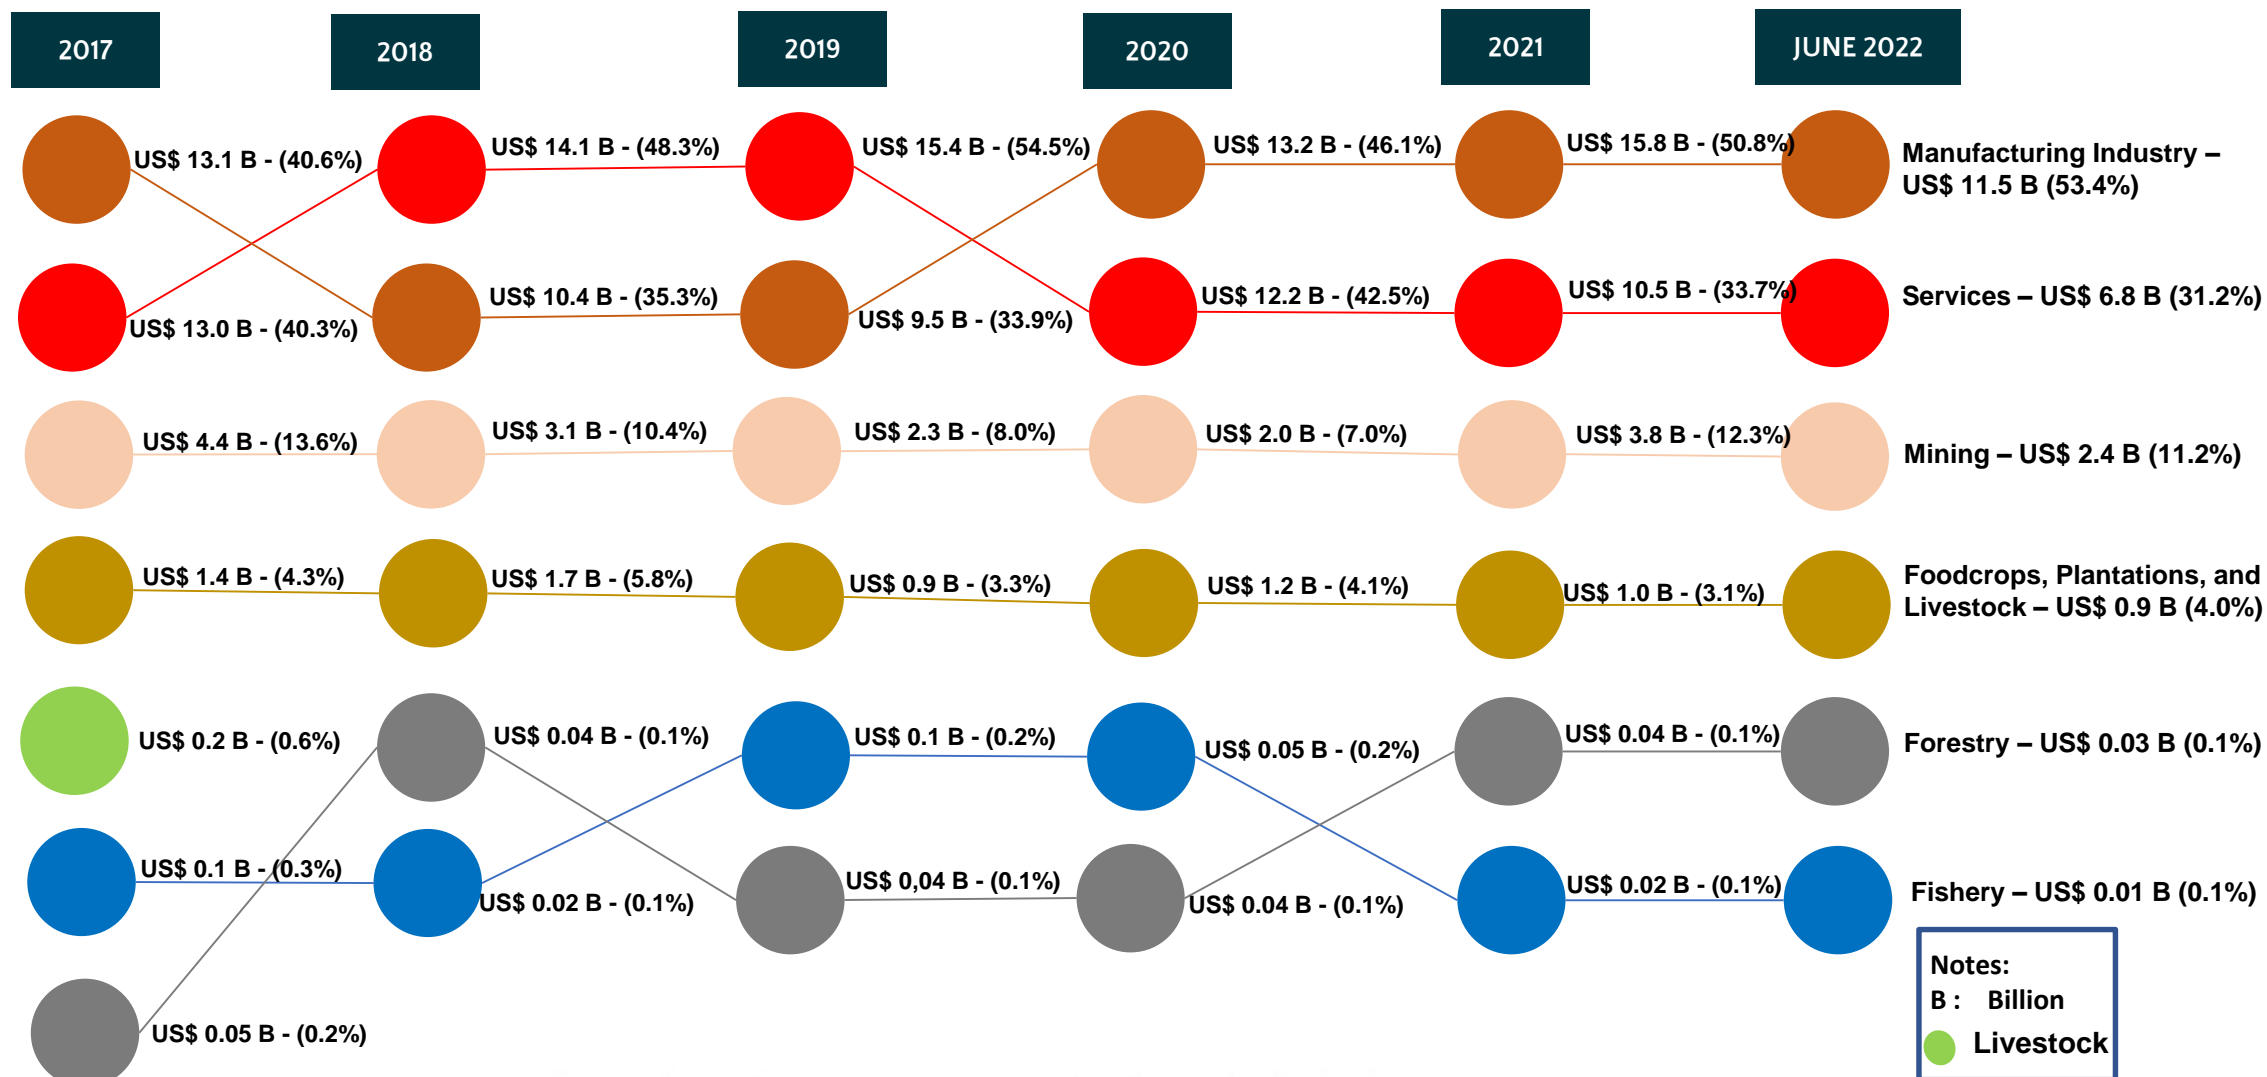 2017
2018
2019
2020
2021
JUNE 2022
US$ 13.1 B - (40.6%)
US$ 14.1 B - (48.3%)
US$ 15.4 B - (54.5%)
US$ 13.2 B - (46.1%)
US$ 15.8 B - (50.8%)
Manufacturing Industry –
US$ 11.5 B (53.4%)
US$ 13.0 B - (40.3%)
US$ 10.4 B - (35.3%)
US$ 9.5 B - (33.9%)
US$ 12.2 B - (42.5%)
US$ 10.5 B - (33.7%)
Services – US$ 6.8 B (31.2%)
US$ 4.4 B - (13.6%)
US$ 3.1 B - (10.4%)
US$ 2.3 B - (8.0%)
US$ 2.0 B - (7.0%)
US$ 3.8 B - (12.3%)
Mining – US$ 2.4 B (11.2%)
US$ 1.4 B - (4.3%)
US$ 1.7 B - (5.8%)
US$ 0.9 B - (3.3%)
US$ 1.2 B - (4.1%)
US$ 1.0 B - (3.1%)
Foodcrops, Plantations, and
Livestock – US$ 0.9 B (4.0%)
US$ 0.2 B - (0.6%)
US$ 0.04 B - (0.1%)
US$ 0.1 B - (0.2%)
US$ 0.05 B - (0.2%)
US$ 0.04 B - (0.1%)
Forestry – US$ 0.03 B (0.1%)
US$ 0.1 B - (0.3%)
US$ 0.02 B - (0.1%)
US$ 0,04 B - (0.1%)
US$ 0.04 B - (0.1%)
US$ 0.02 B - (0.1%)
Fishery – US$ 0.01 B (0.1%)
US$ 0.05 B - (0.2%)
Notes:
B : Billion
Livestock